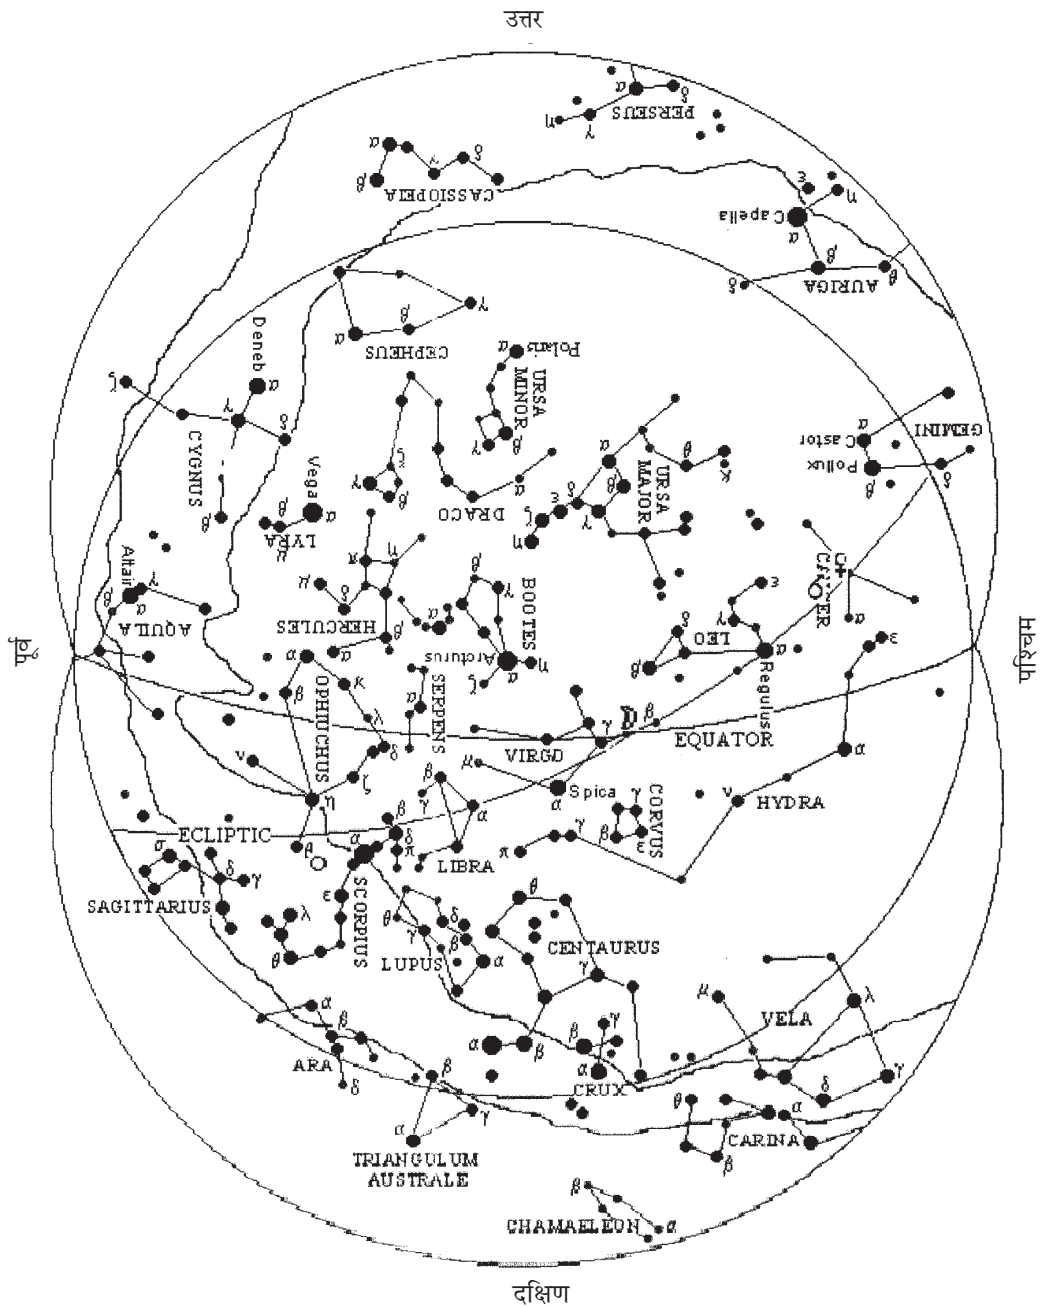 उत्तर
α
δ
PERSEUS
η
γ
α
γ
δ
β
CASSIOPEIA
ε
η
Capella
α
β
θ
δ
AURIGA
γ
β
α
CEPHEUS
Deneb
α
α
Polaris
URSA
MINOR
β
γ
ζ
γ
δ
CYGNUS
β
GEMINI
Castor
α
Pollux
β
δ
α
θ
κ
URSA
MAJOR
β
γ
δ
ε
ζ
η
ζ
γ
β
α
DRACO
Vega
α
β
LYRA
μ
Altair
γ
β
α
AQUILA
π
η
μ
δ
HERCULES
β
α
α
β
γ
BOOTES
Arcturus
η
α
ζ
ε
γ
δ
LEO
β
α
Regulus
CANCER
α
ε
पूर्व
पश्चिम
α
β
κ
λ
OPHIUCHUS
δ
ζ
ν
η
ρ
α
SERPENS
γ
β
VIRGO
EQUATOR
μ
α
Spica
α
ν
HYDRA
γ
CORVUS
β
ε
γ
π
β
γ
α
LIBRA
ECLIPTIC
β
δ
α
π
σ
δ
γ
SAGITTARIUS
ε
SCORPIUS
λ
θ
θ
δ
γ
β
LUPUS
α
θ
CENTAURUS
γ
α
β
μ
λ
VELA
γ
δ
γ
β
α
CRUX
α
β
ARA
δ
β
γ
α
TRIANGULUM
AUSTRALE
θ
α
CARINA
β
β
CHAMAELEON
α
दक्षिण